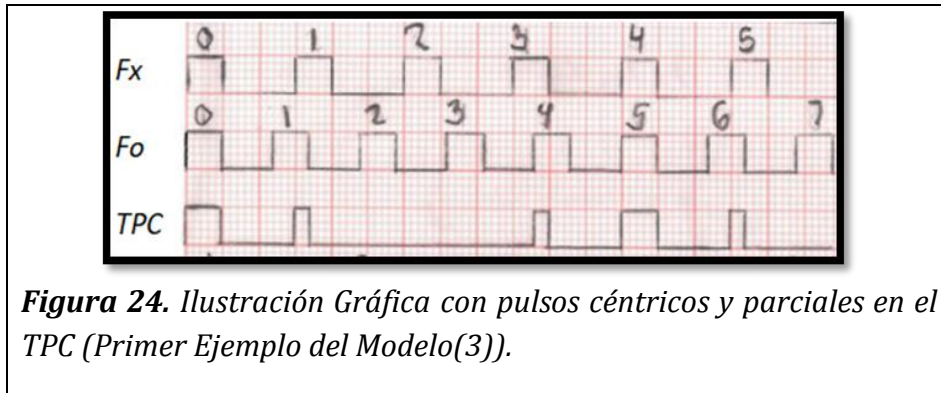 0 1 2 3 4 5
Fx
0 1 2 3 4 5 6 7
Fo
TPC
Figura 24. Ilustración Gráfica con pulsos céntricos y parciales en el
TPC (Primer Ejemplo del Modelo(3)).